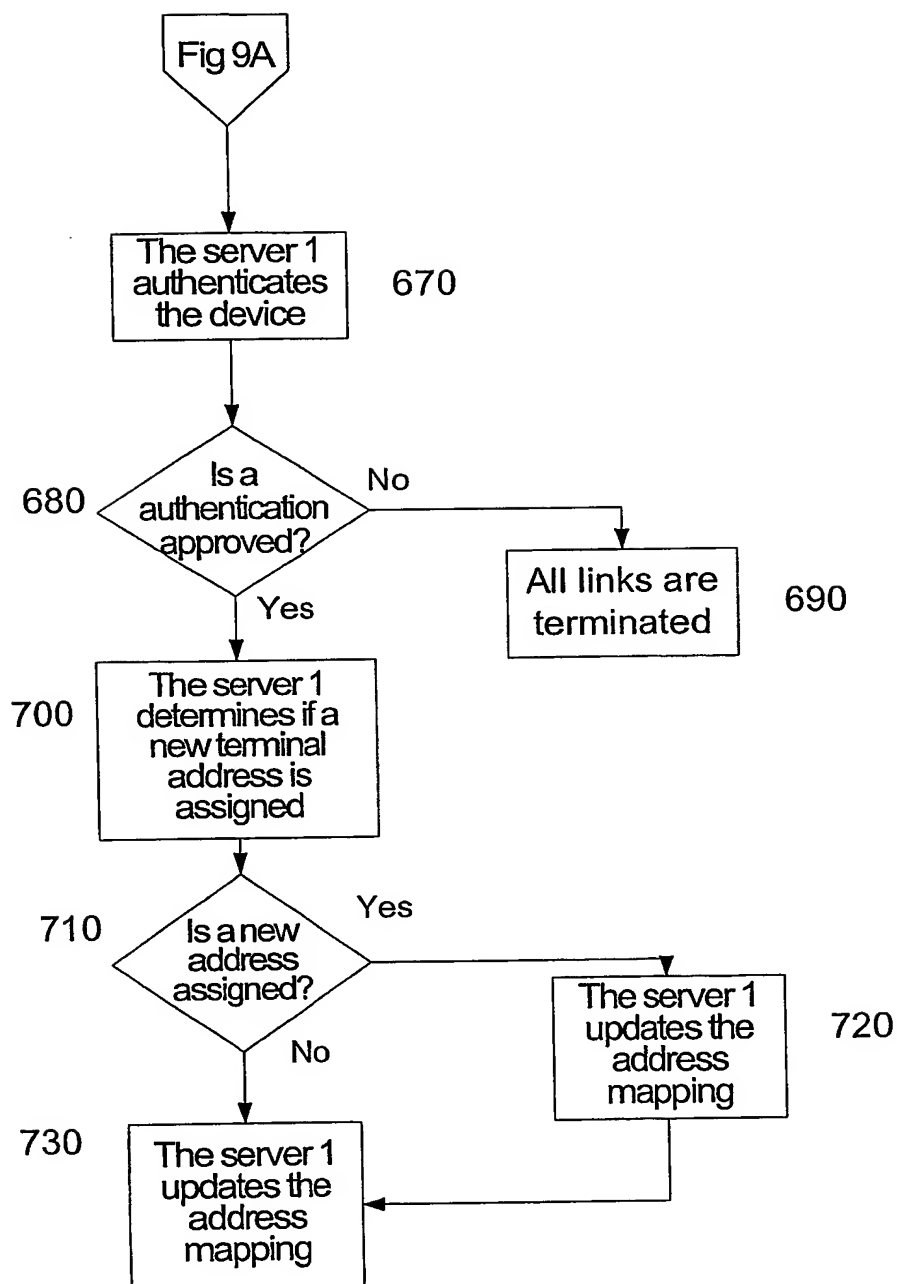 Fig 9A
The server 1
authenticates
the device
670
680
Is a
authentication
approved?
No
Yes
All links are
terminated
690
700
The server 1
determines if a
new terminal
address is
assigned
710
Is a new
address
assigned?
Yes
No
The server 1
updates the
address
mapping
720
730
The server 1
updates the
address
mapping